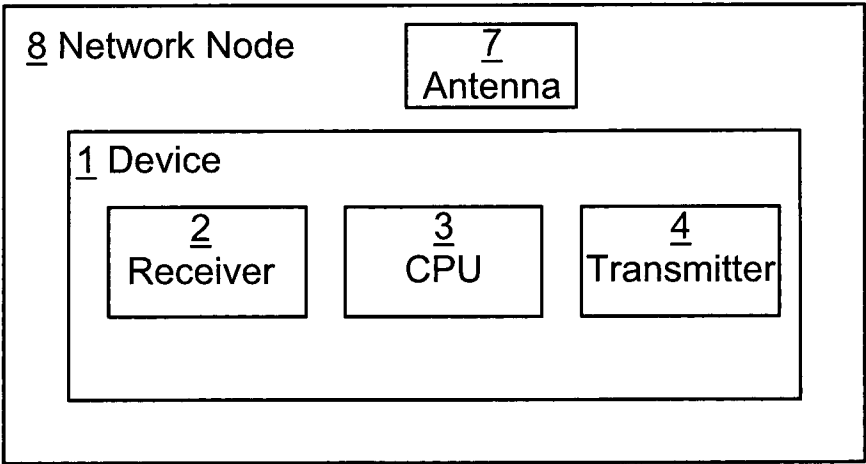 8 Network Node
7
Antenna
1 Device
2
Receiver
3
CPU
4
Transmitter